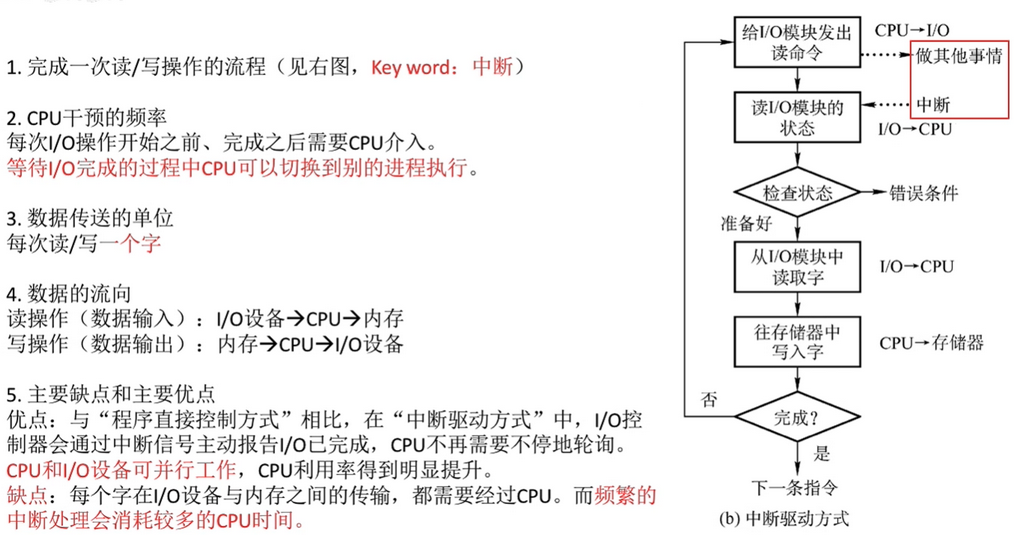 1. 完成一次读/写操作的流程（见右图，Key word：中断）
2. CPU干预的频率
每次I/O操作开始之前、完成之后需要CPU介入。
等待I/O完成的过程中CPU可以切换到别的进程执行。
3. 数据传送的单位
每次读/写一个字
4. 数据的流向
读操作（数据输入）：I/O设备→CPU→内存
写操作（数据输出）：内存→CPU→I/O设备
5. 主要缺点和主要优点
优点：与“程序直接控制方式”相比，在“中断驱动方式”中，I/O控
制器会通过中断信号主动报告I/O已完成，CPU不再需要不停地轮询。
CPU和I/O设备可并行工作，CPU利用率得到明显提升。
缺点：每个字在I/O设备与内存之间的传输，都需要经过CPU。而频繁的
中断处理会消耗较多的CPU时间。
给I/O模块发出
读命令
CPU→I/O
做其他事情
读I/O模块的
状态
中断
I/O→CPU
检查状态
错误条件
准备好
从I/O模块中
读取字
I/O→CPU
往存储器中
写入字
CPU→存储器
否
完成？
是
下一条指令
(b) 中断驱动方式